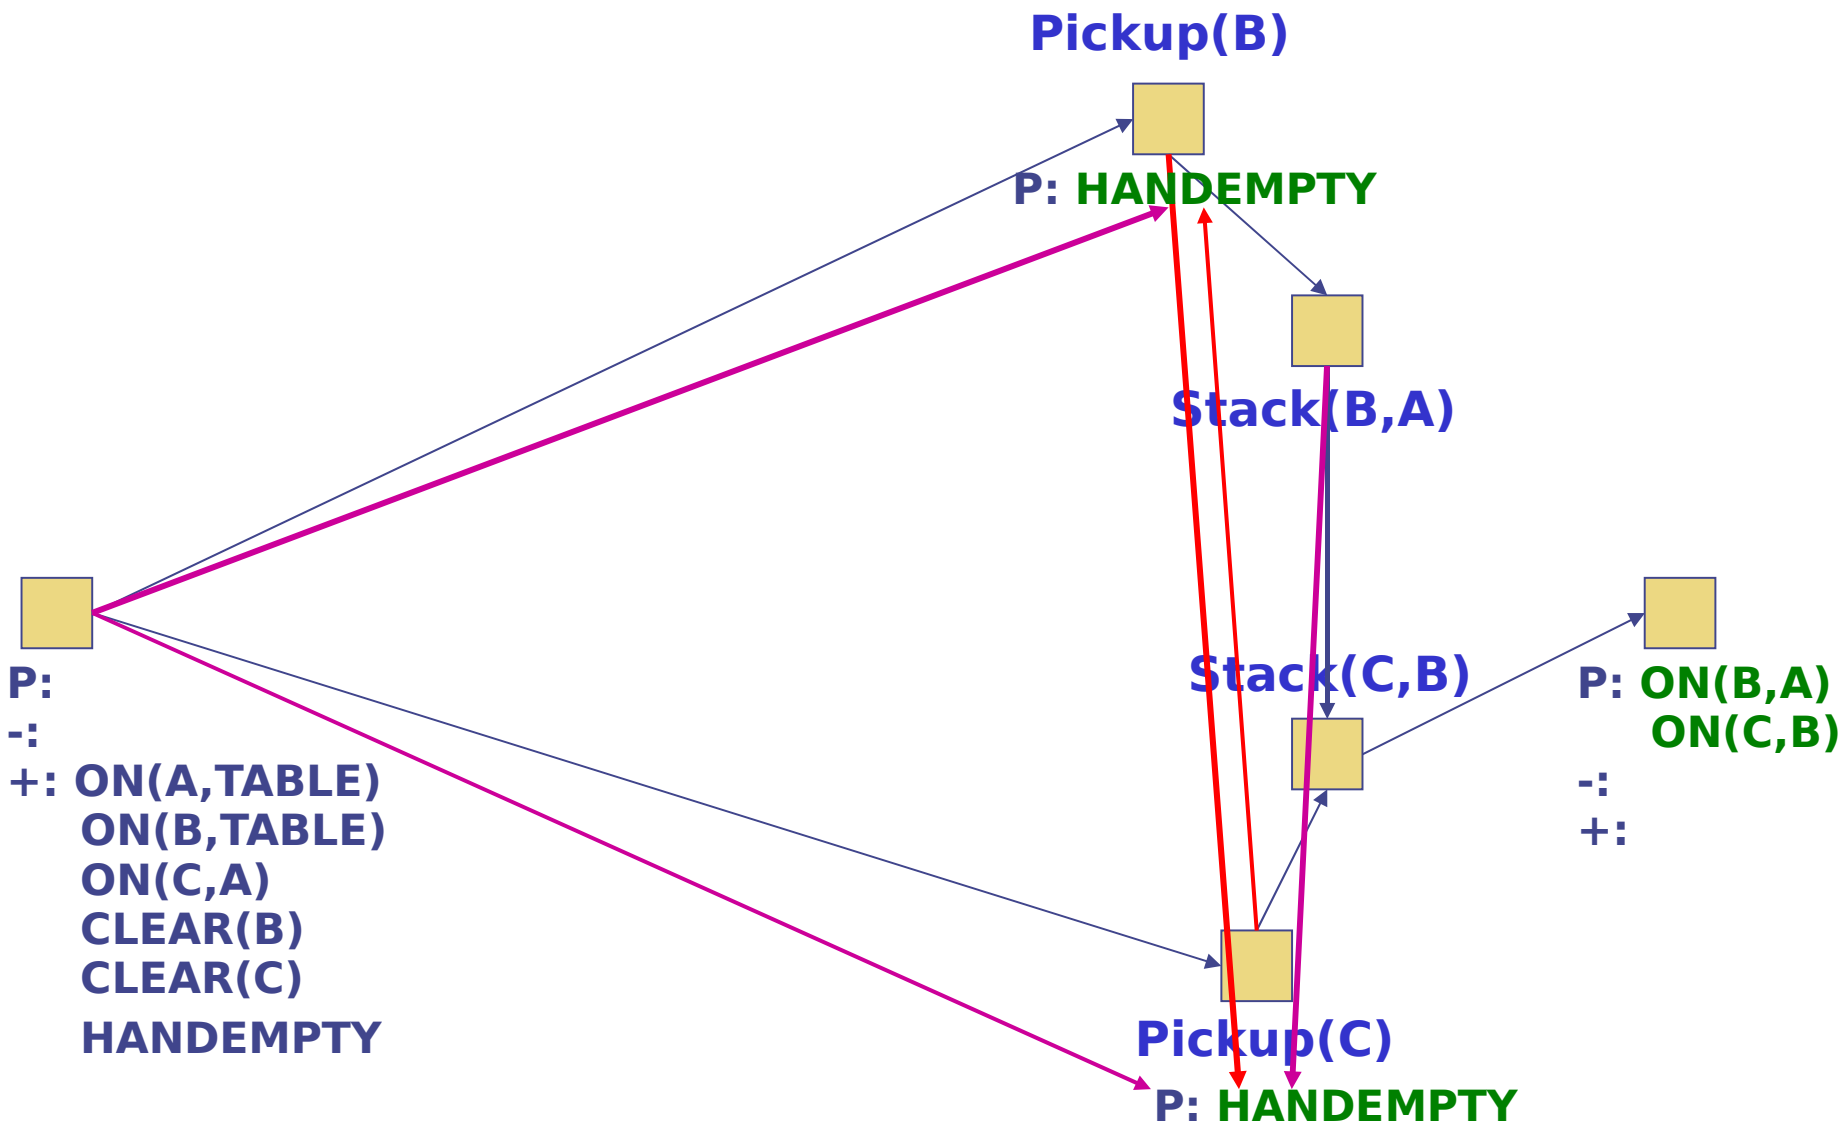 Pickup(B)
P: HANDEMPTY
Stack(B,A)
Stack(C,B)
P:
-:
+: ON(A,TABLE)
ON(B,TABLE)
ON(C,A)
CLEAR(B)
CLEAR(C)
HANDEMPTY
P: ON(B,A)
ON(C,B)
-:
+:
Pickup(C)
P: HANDEMPTY